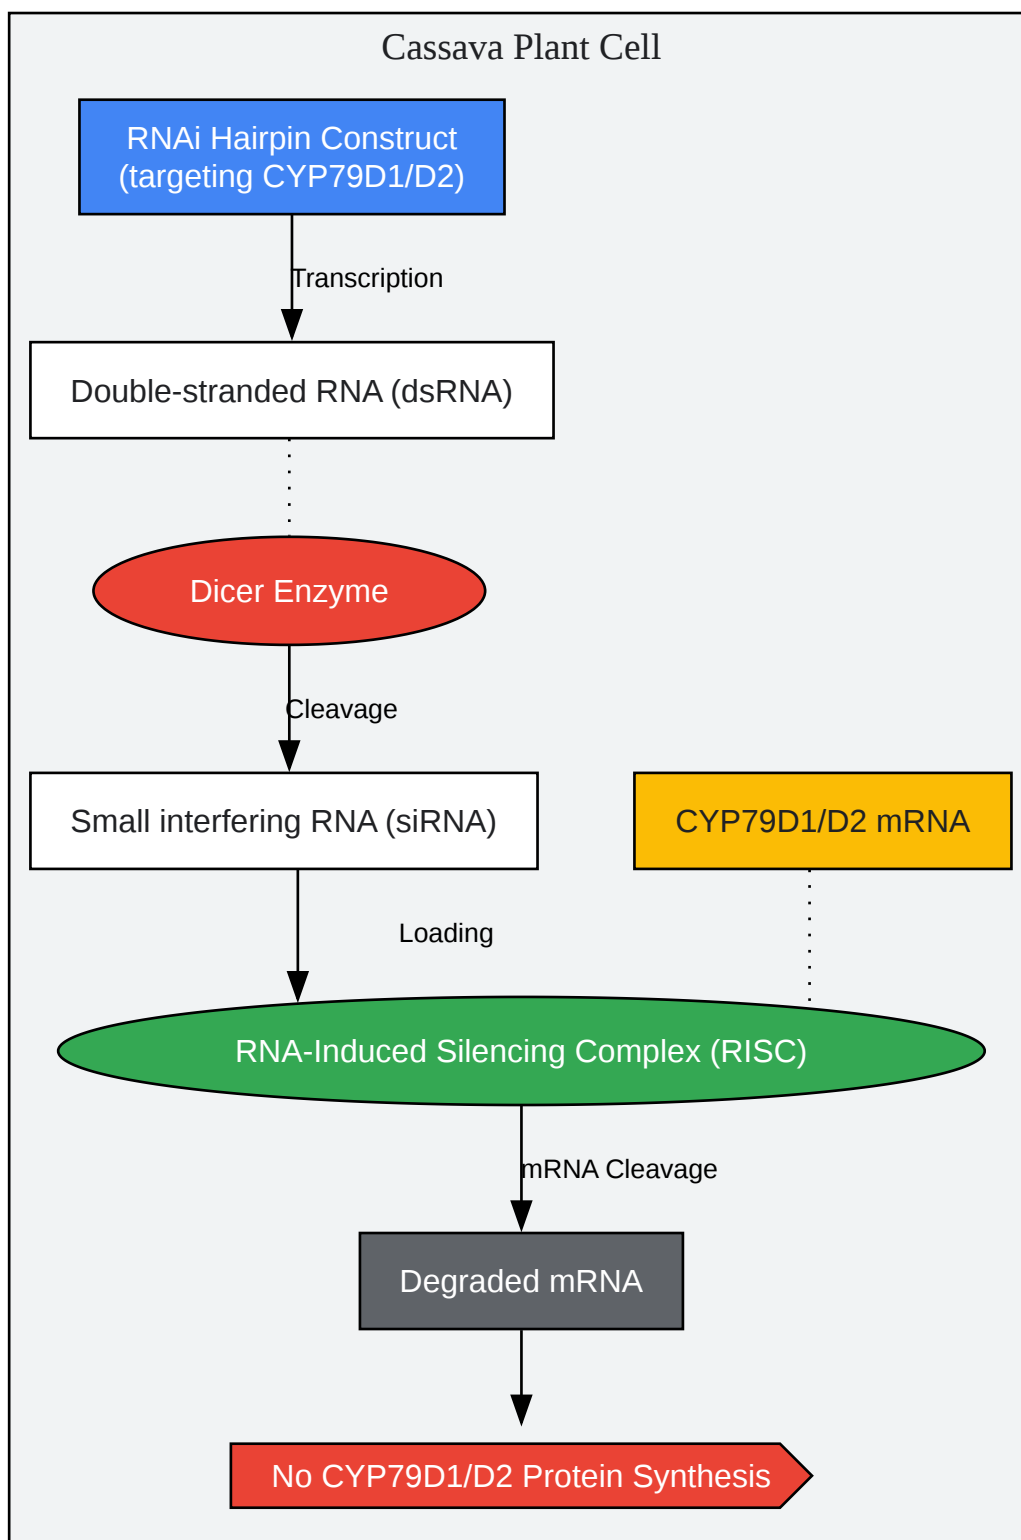 Cassava Plant Cell
RNAi Hairpin Construct
(targeting CYP79D1/D2)
Transcription
Double-stranded RNA (dsRNA)
Dicer Enzyme
Cleavage
Small interfering RNA (siRNA)
CYP79D1/D2 mRNA
Loading
RNA-Induced Silencing Complex (RISC)
mRNA Cleavage
Degraded mRNA
No CYP79D1/D2 Protein Synthesis